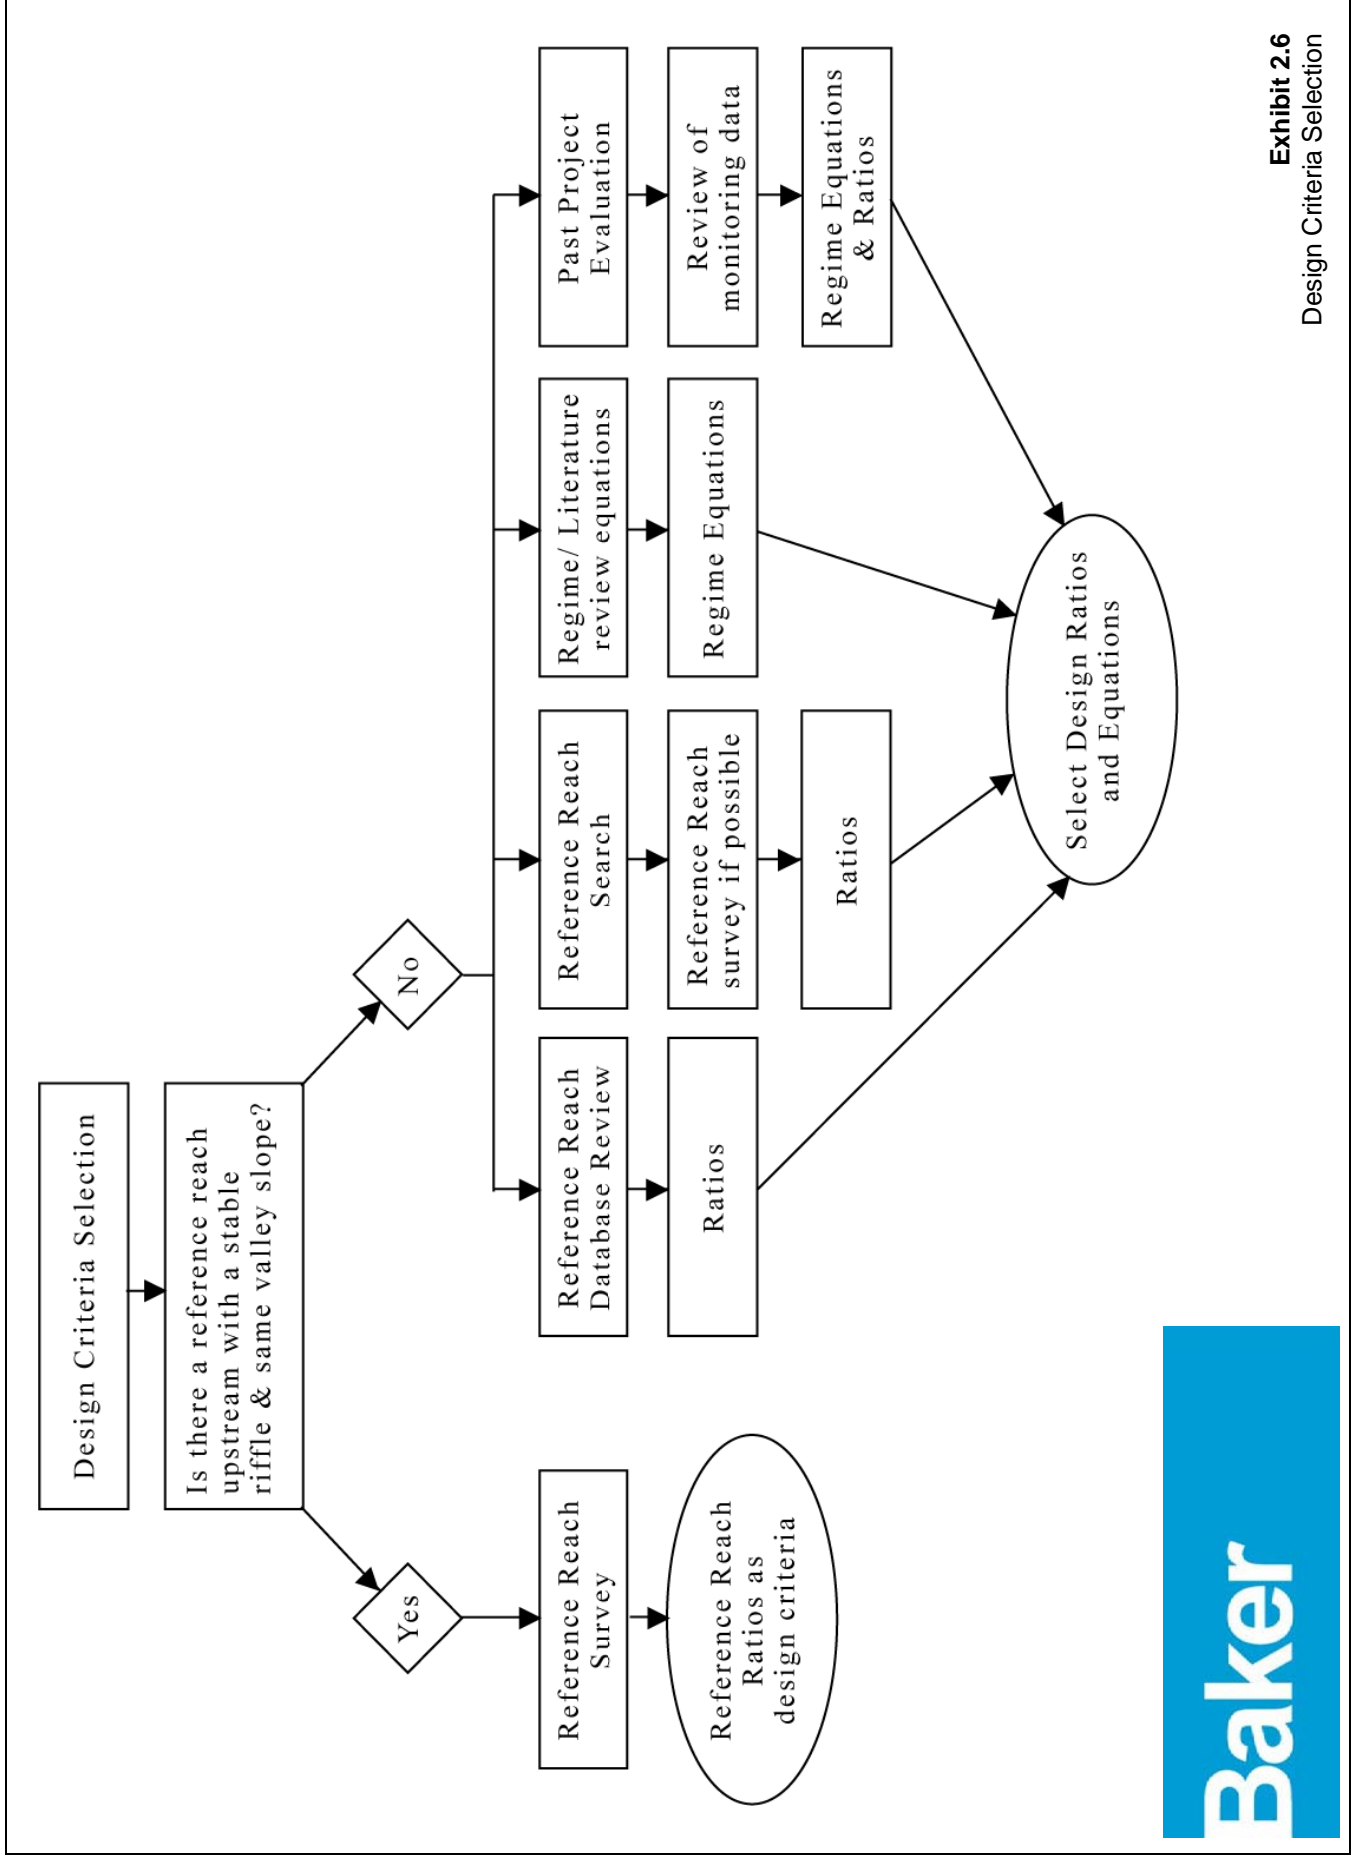 Design Criteria Selection
Is there a reference reach
upstream with a stable
riffle & same valley slope?
Yes
No
Reference Reach
Survey
Reference Reach
Ratios as
design criteria
Reference Reach
Database Review
Ratios
Reference Reach
Search
Reference Reach
survey if possible
Ratios
Regime/ Literature
review equations
Regime Equations
Past Project
Evaluation
Review of
monitoring data
Regime Equations
& Ratios
Select Design Ratios
and Equations
Baker
Exhibit 2.6
Design Criteria Selection